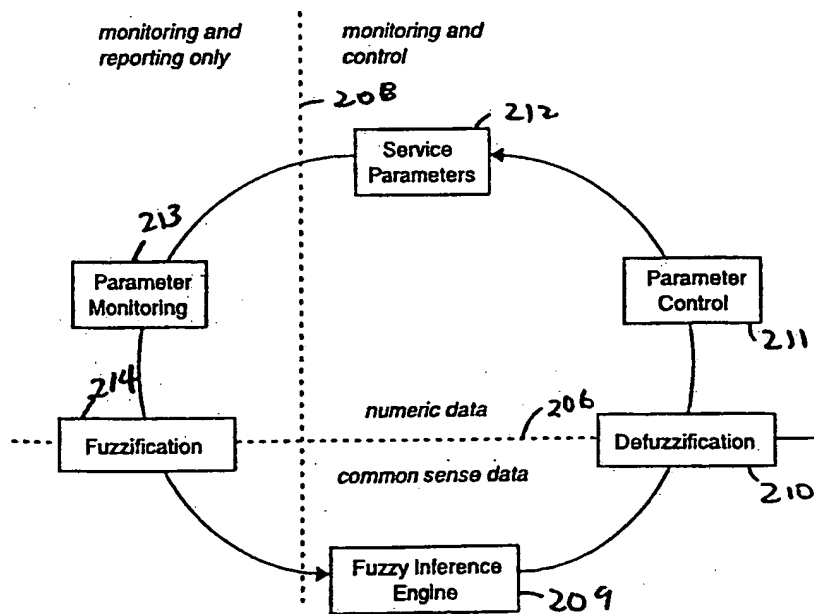 monitoring and
reporting only
monitoring and
control
208
212
Service
Parameters
213
Parameter
Monitoring
Parameter
Control
211
214
numeric data
206
Fuzzification
Defuzzification
common sense data
210
Fuzzy Inference
Engine
209